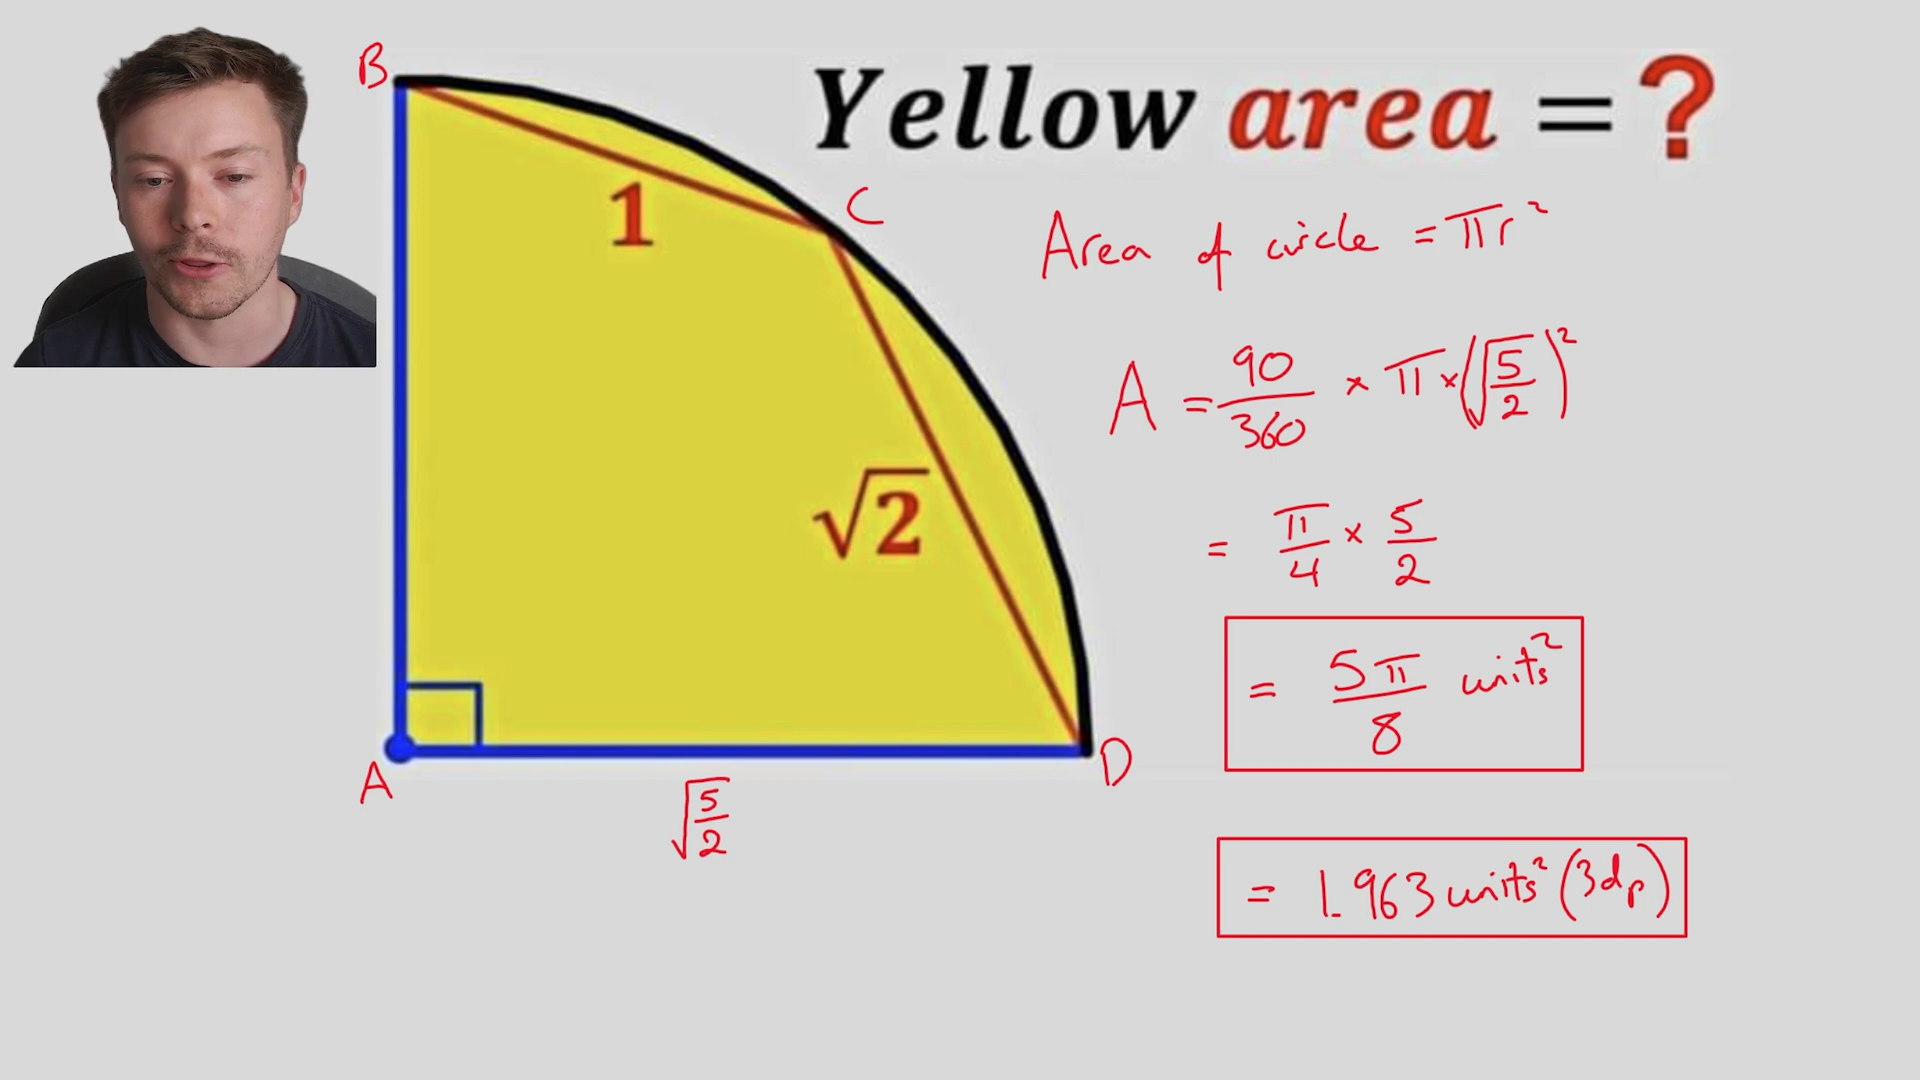 B
Yellow area = ?
1
C
Area of circle = πr²
A = 90/360 × π × (√5/2)²
√2
= π/4 × 5/2
= 5π/8 units²
A
D
√5/2
= 1.963 units² (3dp)